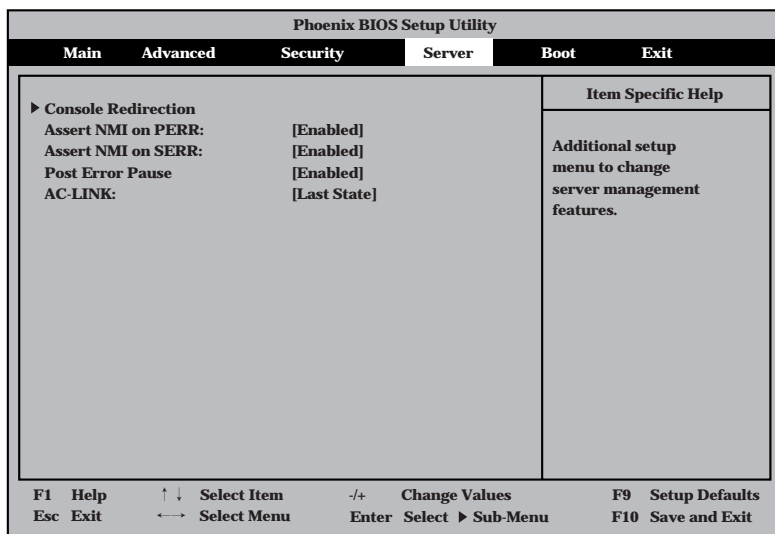 Phoenix BIOS Setup Utility
Main Advanced Security Server Boot Exit
▶ Console Redirection
Assert NMI on PERR: [Enabled]
Assert NMI on SERR: [Enabled]
Post Error Pause [Enabled]
AC-LINK: [Last State]
Item Specific Help
Additional setup
menu to change
server management
features.
F1 Help ↑↓ Select Item -/+ Change Values F9 Setup Defaults
Esc Exit ←→ Select Menu Enter Select ▶ Sub-Menu F10 Save and Exit